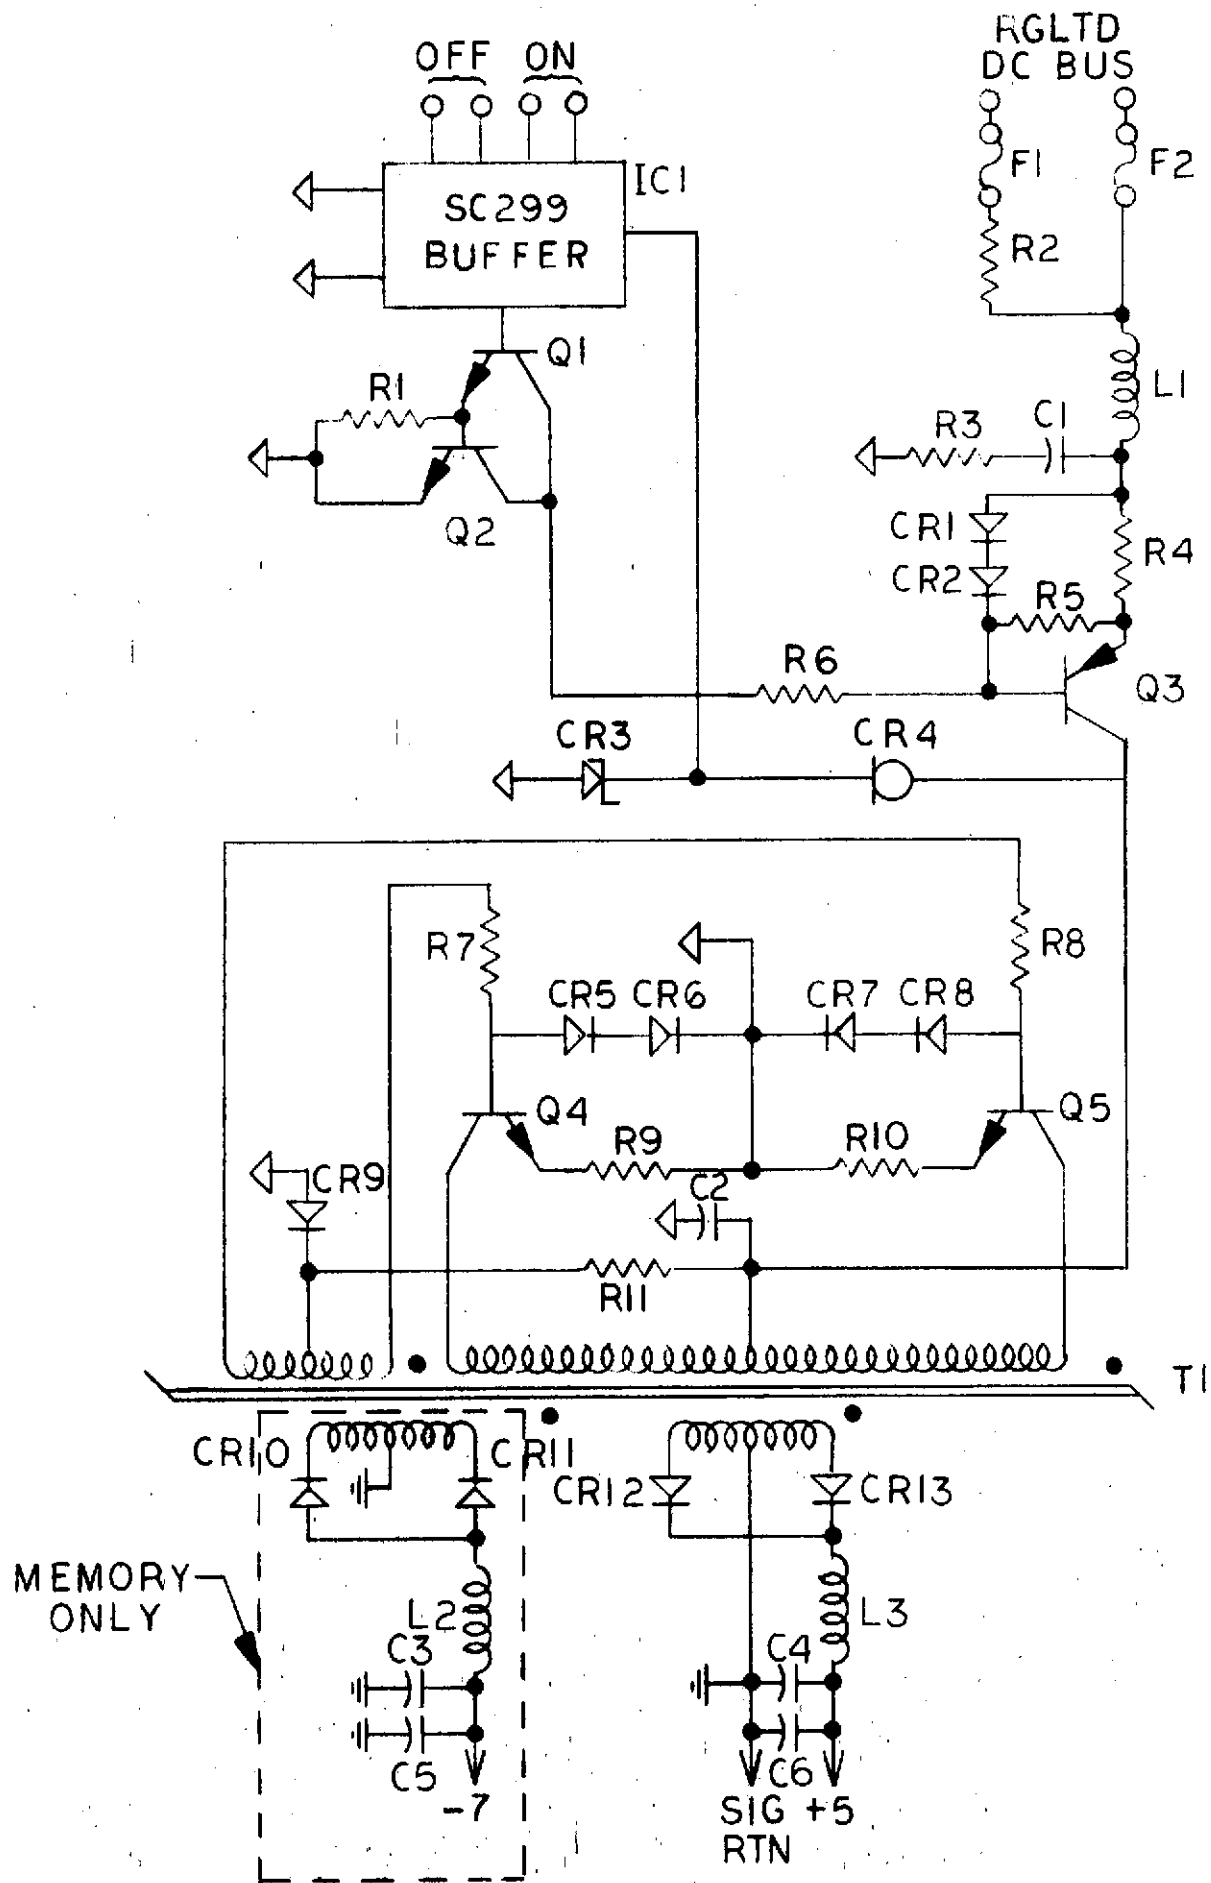 OFF ON
RGLTD
DC BUS
F1 F2
IC1
SC299
BUFFER
R2
Q1
R1
L1
R3 C1
Q2
CR1
R4
CR2
R5
R6
Q3
CR3 CR4
R7 R8
CR5 CR6 CR7 CR8
Q4 Q5
R9 R10
CR9
C2
R11
T1
CR10 CR11
CR12 CR13
MEMORY
ONLY
L2 L3
C3 C4
C5 C6
-7
SIG +5
RTN